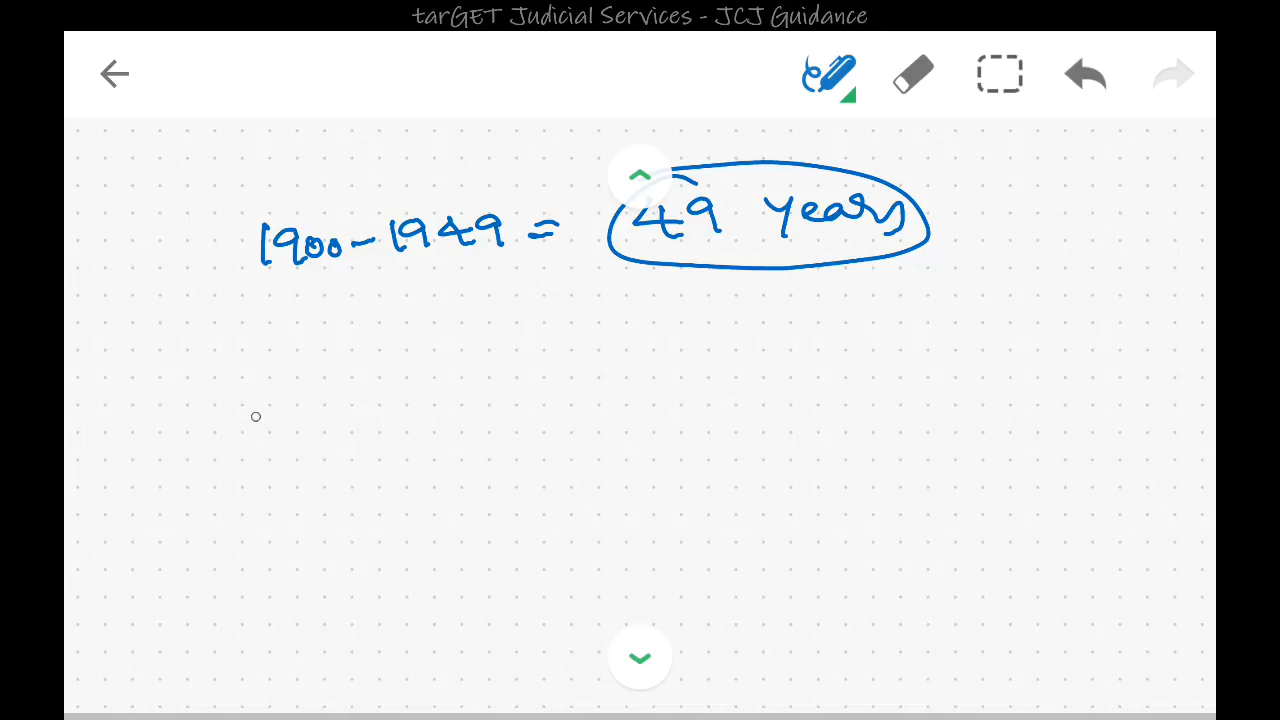 tarGET Judicial Services - JCJ Guidance
1900-1949 = 49 years